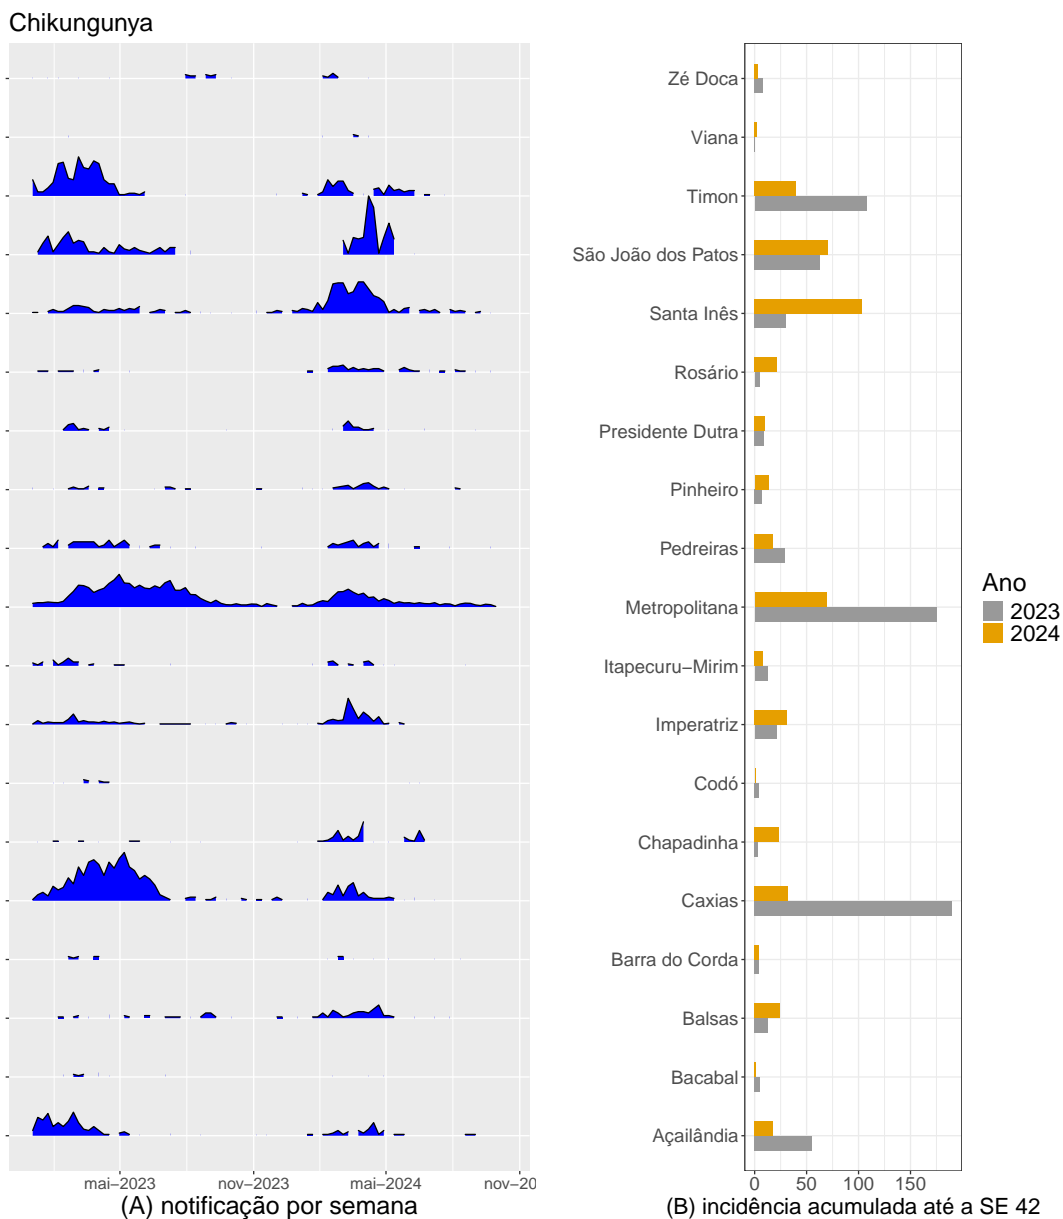 Chikungunya
Zé Doca
Viana
Timon
São João dos Patos
Santa Inês
Rosário
Presidente Dutra
Pinheiro
Pedreiras
Metropolitana
Itapecuru−Mirim
Imperatriz
Codó
Chapadinha
Caxias
Barra do Corda
Balsas
Bacabal
Açailândia
Ano
2023
2024
mai−2023 nov−2023 mai−2024 nov−20
0 50 100 150
(A) notificação por semana
(B) incidência acumulada até a SE 42